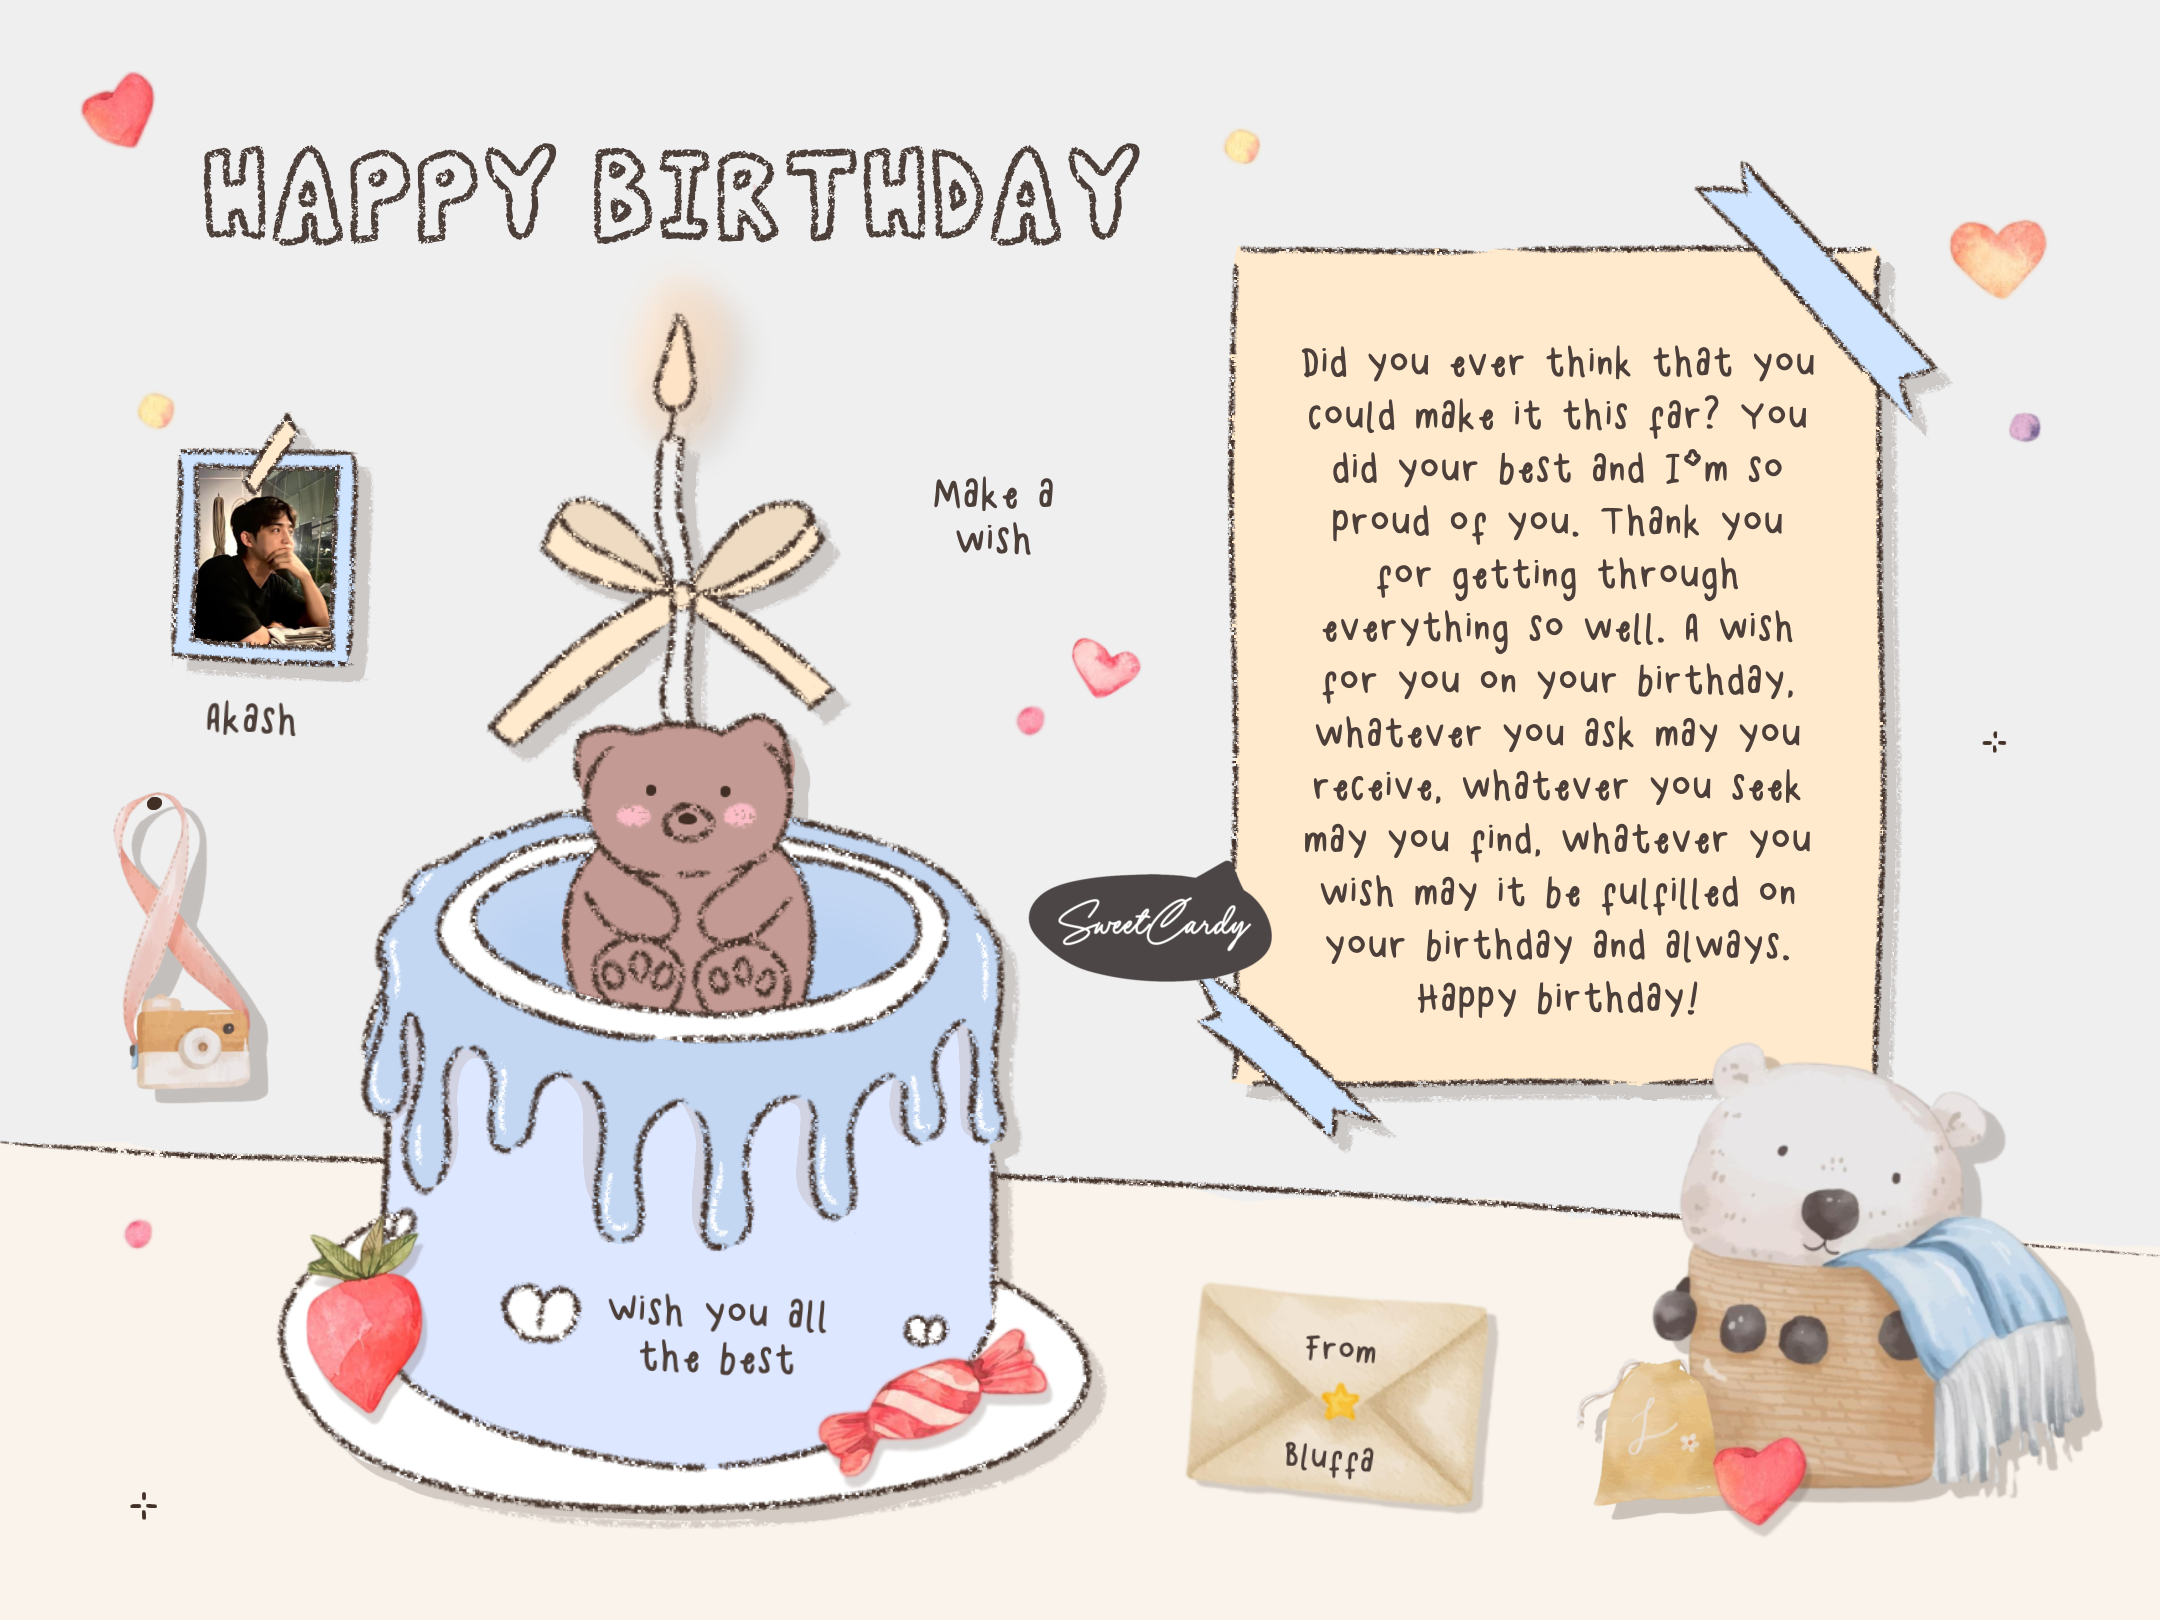 HAPPY BIRTHDAY
Make a
wish
Akash
Did you ever think that you
could make it this far? You
did your best and I'm so
proud of you. Thank you
for getting through
everything so well. A wish
for you on your birthday,
whatever you ask may you
receive, whatever you seek
may you find, whatever you
wish may it be fulfilled on
your birthday and always.
Happy birthday!
SweetCardy
wish you all
the best
From
Bluffa
L